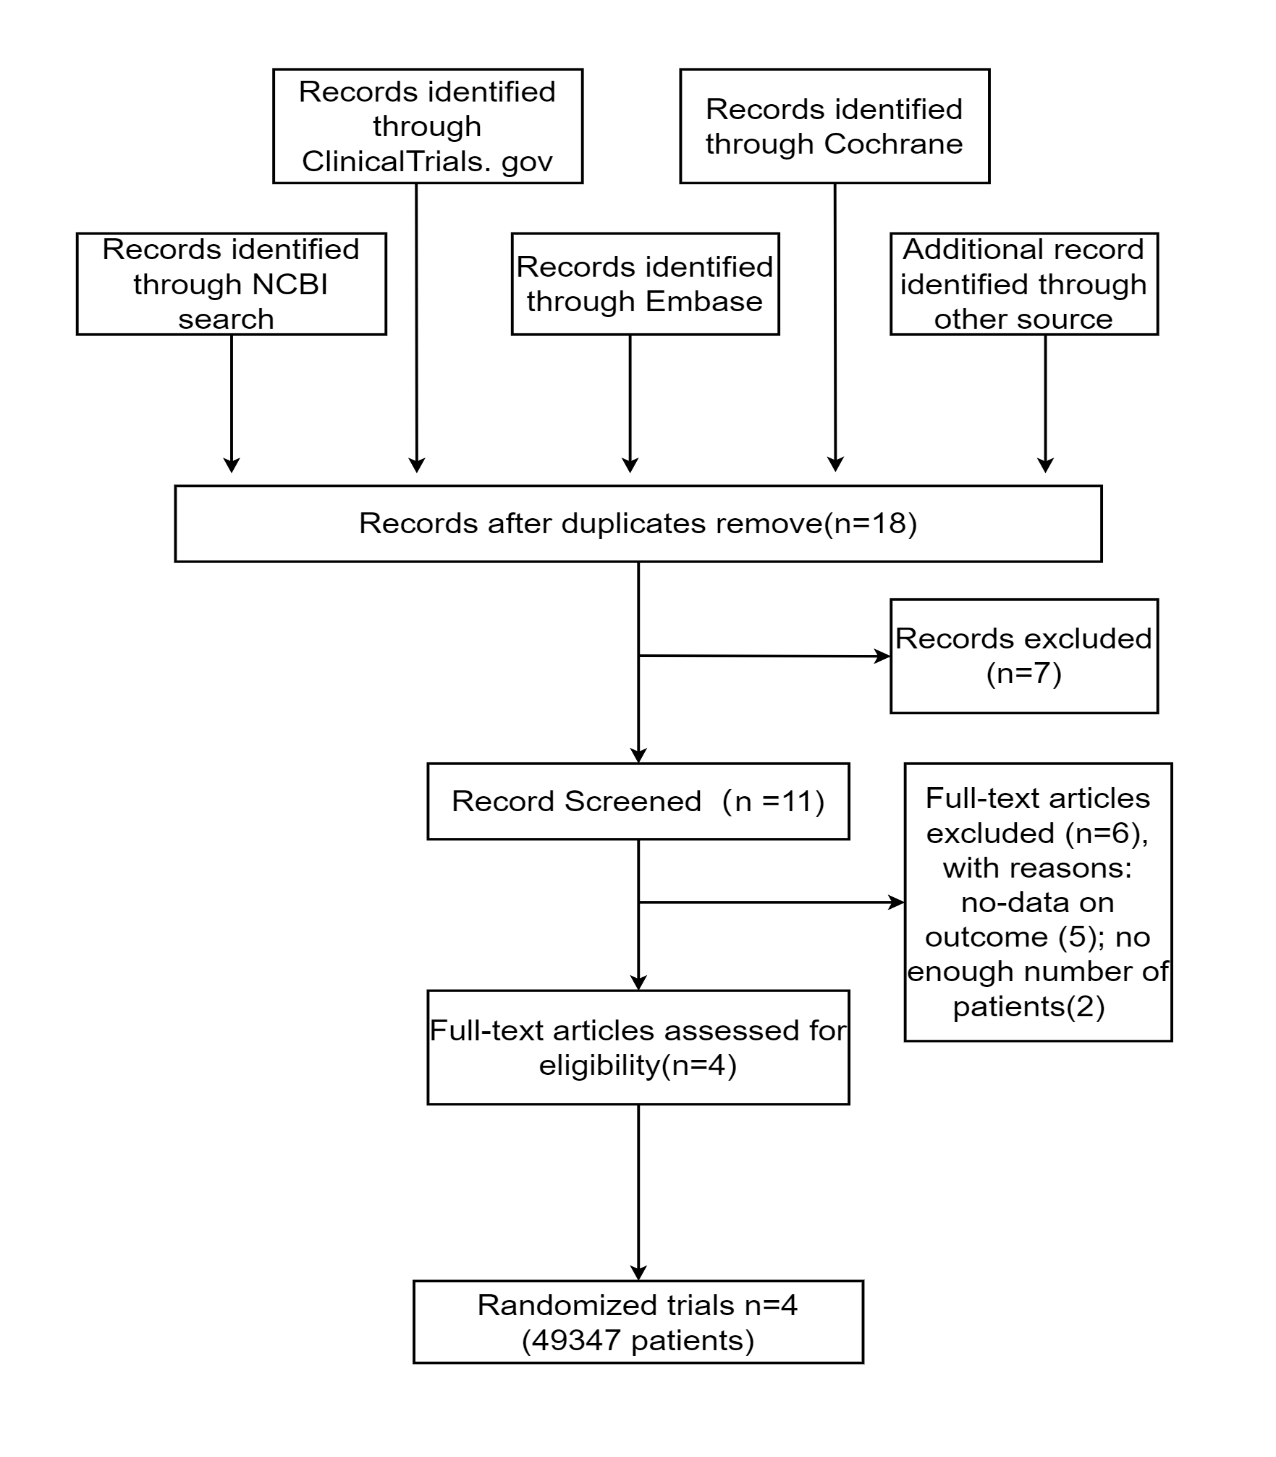 Records identified
through
ClinicalTrials. gov
Records identified
through Cochrane
Records identified
through NCBI
search
Records identified
through Embase
Additional record
identified through
other source
Records after duplicates remove(n=18)
Records excluded
(n=7)
Record Screened （n =11)
Full-text articles
excluded (n=6),
with reasons:
no-data on
outcome (5); no
enough number of
patients(2)
Full-text articles assessed for
eligibility(n=4)
Randomized trials n=4
(49347 patients)